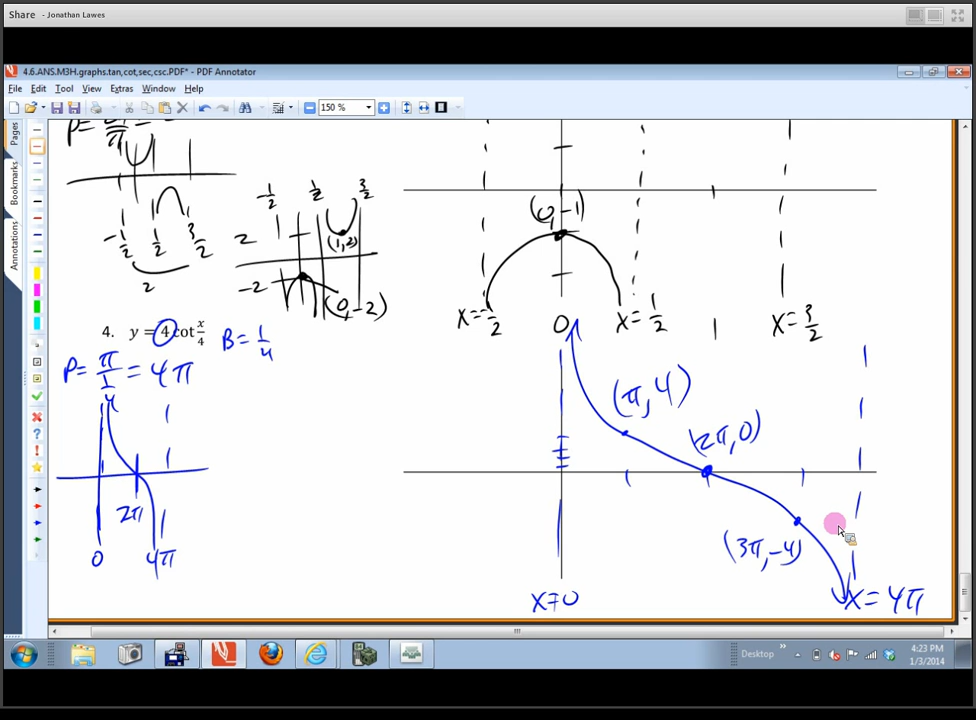 Share - Jonathan Lawes
4.6.ANS.M3H.graphs.tan,cot,sec,csc.PDF* - PDF Annotator
File Edit Tool View Extras Window Help
150 %
Pages
Bookmarks
Annotations
-1/2 1/2 3/2
2
-1/2 1/2 3/2
2
(1,2)
-2
(0,-2)
(0,-1)
x=-1/2
0
x=1/2
x=3/2
4. y = 4 cot x/4
B = 1/4
P = π/(1/4) = 4π
2π
0
4π
(π,4)
(2π,0)
(3π,-4)
x=0
x=4π
Desktop
4:23 PM
1/3/2014